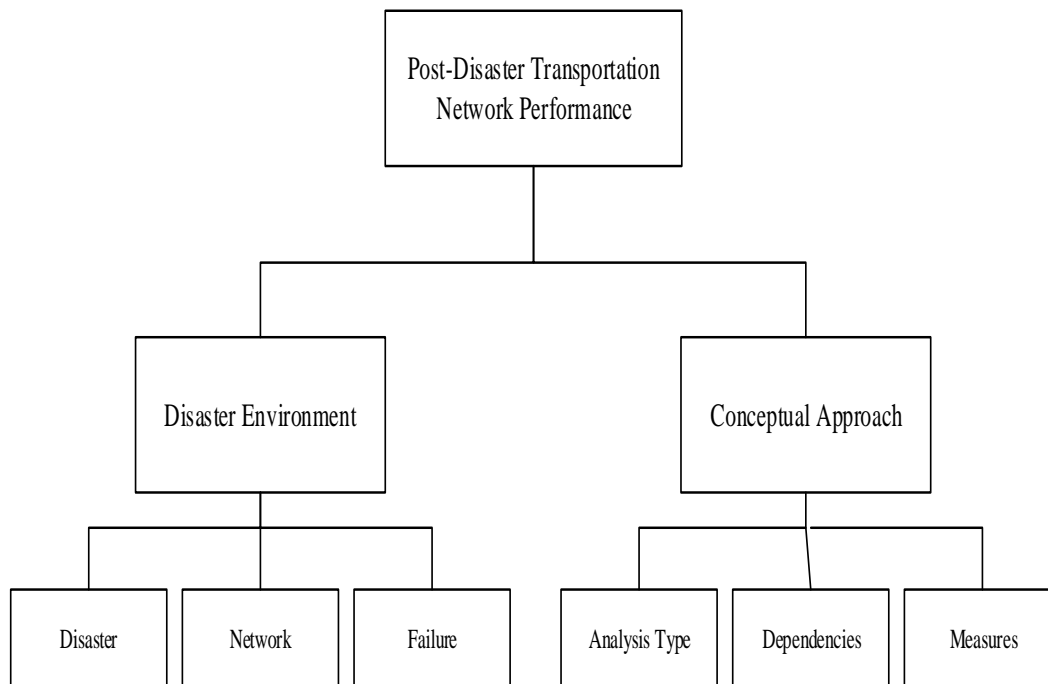 Post-Disaster Transportation
Network Performance
Disaster Environment
Conceptual Approach
Disaster
Network
Failure
Analysis Type
Dependencies
Measures